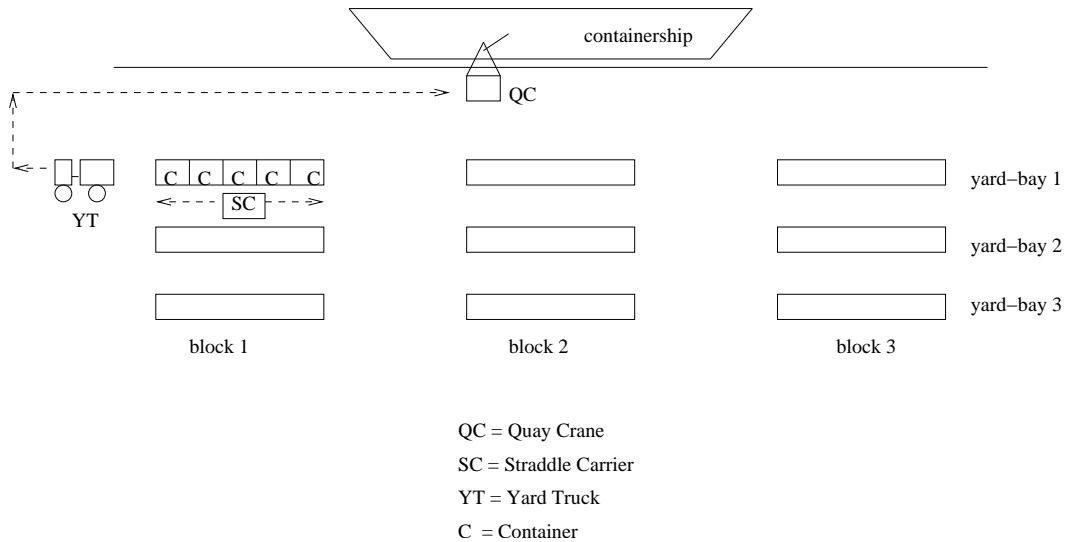 containership
QC
C C C C C
yard-bay 1
SC
YT
yard-bay 2
yard-bay 3
block 1
block 2
block 3
QC = Quay Crane
SC = Straddle Carrier
YT = Yard Truck
C = Container